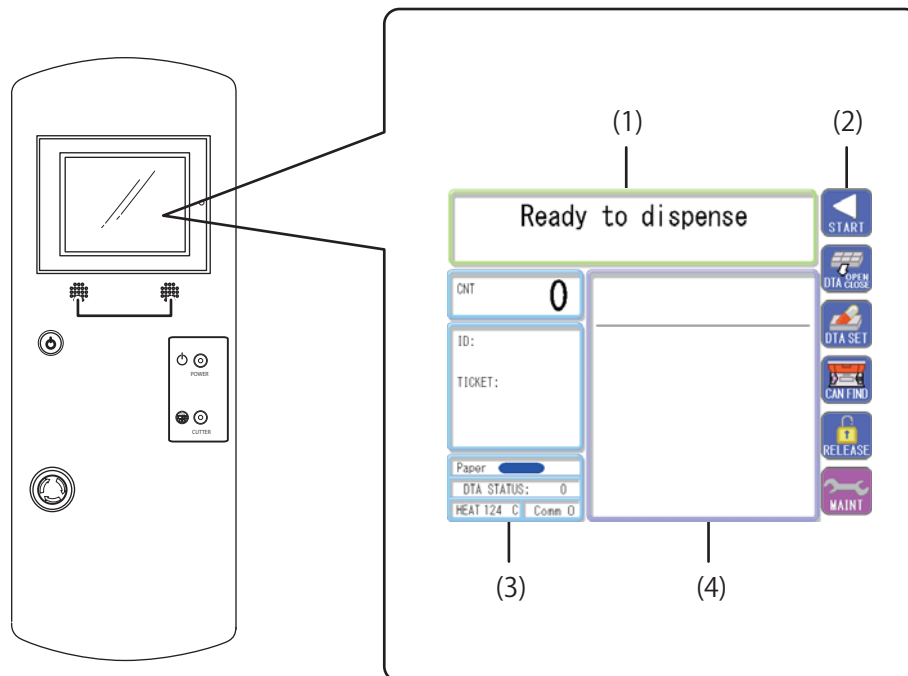 (1)
(2)
Ready to dispense
START
DTA OPEN CLOSE
CNT 0
ID:
TICKET:
DTA SET
CAN FIND
RELEASE
MAINT
Paper
DTA STATUS: 0
HEAT 124 C Comm 0
(3)
(4)
POWER
CUTTER